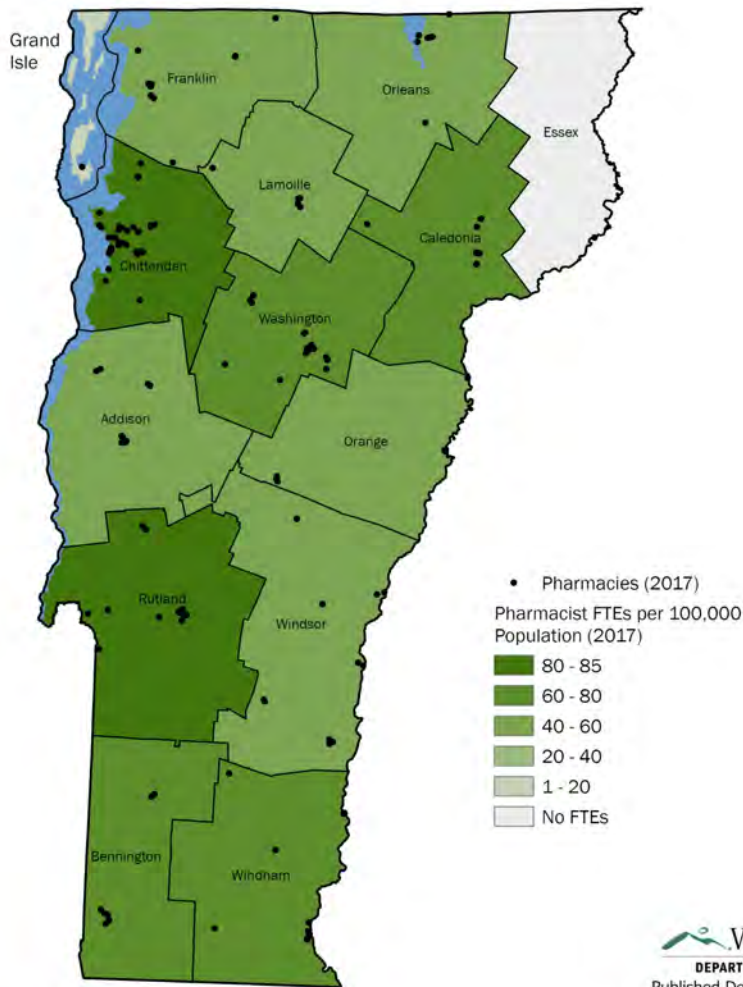 Grand
Isle
Franklin
Orleans
Essex
Lamoille
Caledonia
Chittenden
Washington
Addison
Orange
Rutland
Windsor
Bennington
Windham
Pharmacies (2017)
Pharmacist FTEs per 100,000
Population (2017)
80 - 85
60 - 80
40 - 60
20 - 40
1 - 20
No FTEs
DEPART